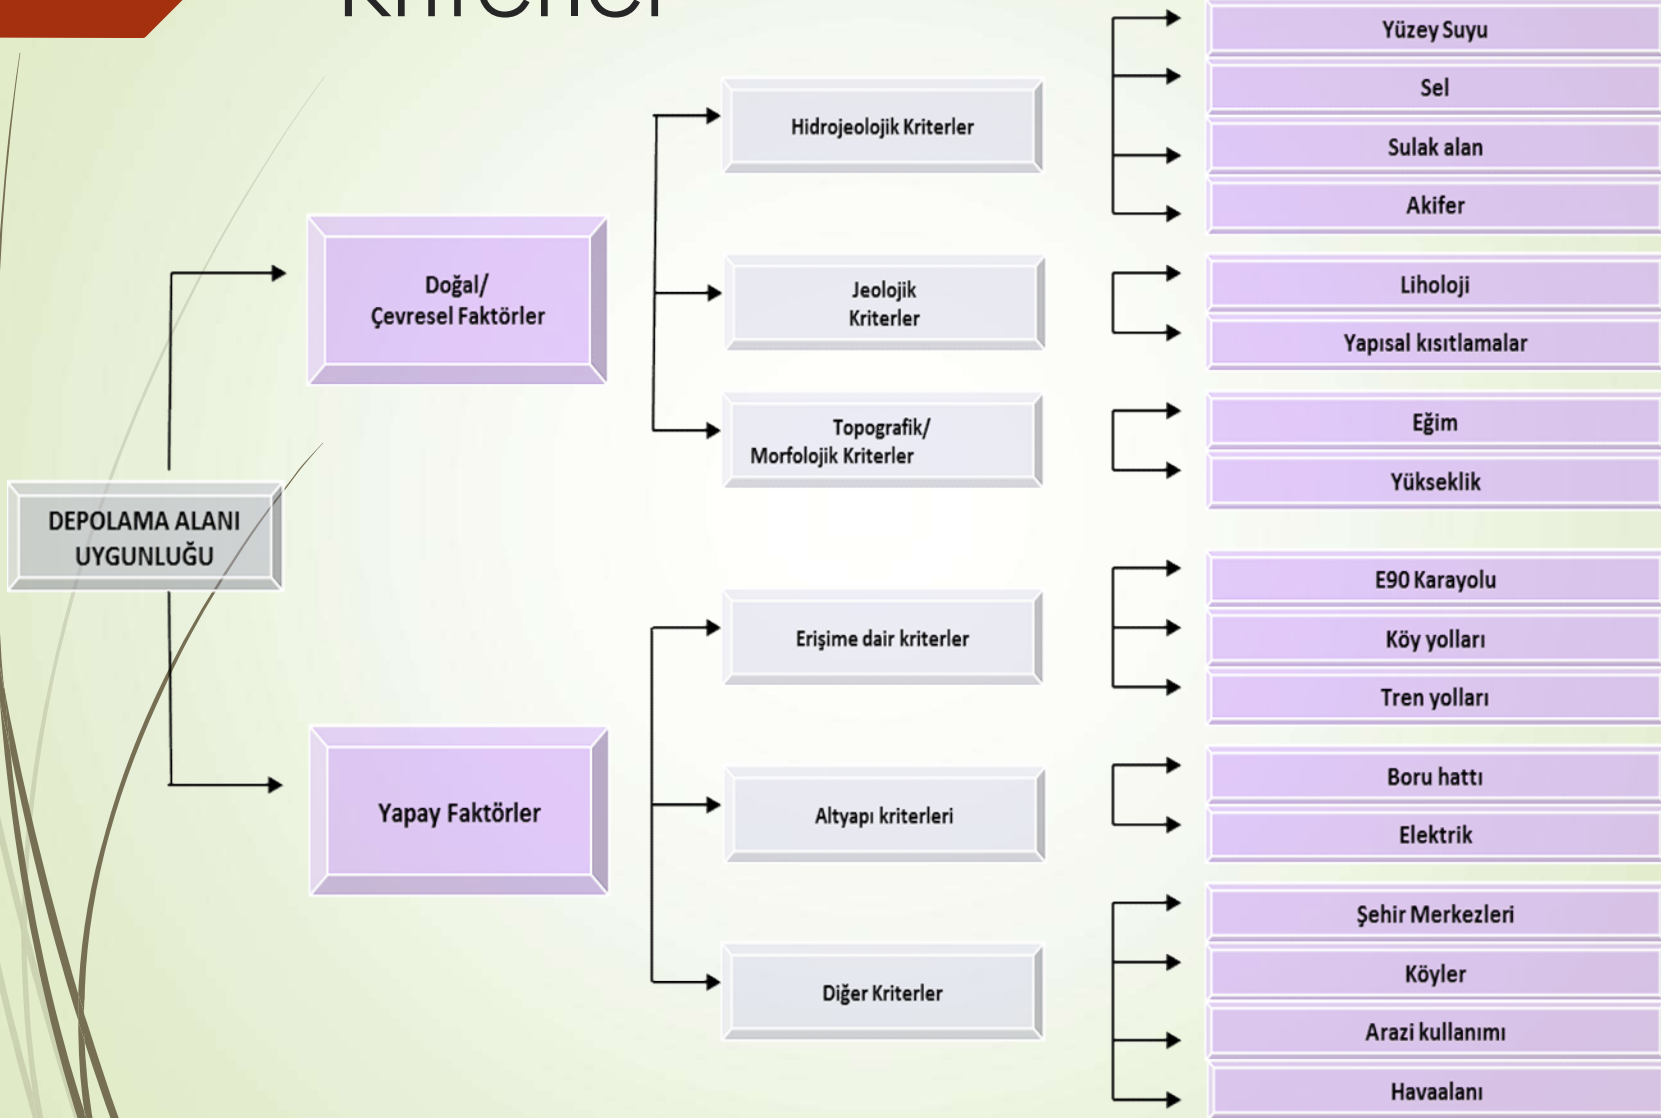 Kriterler
DEPOLAMA ALANI
UYGUNLUĞU
Doğal/
Çevresel Faktörler
Yapay Faktörler
Hidrojeolojik Kriterler
Jeolojik
Kriterler
Topografik/
Morfolojik Kriterler
Erişime dair kriterler
Altyapı kriterleri
Diğer Kriterler
Yüzey Suyu
Sel
Sulak alan
Akifer
Liholoji
Yapısal kısıtlamalar
Eğim
Yükseklik
E90 Karayolu
Köy yolları
Tren yolları
Boru hattı
Elektrik
Şehir Merkezleri
Köyler
Arazi kullanımı
Havaalanı